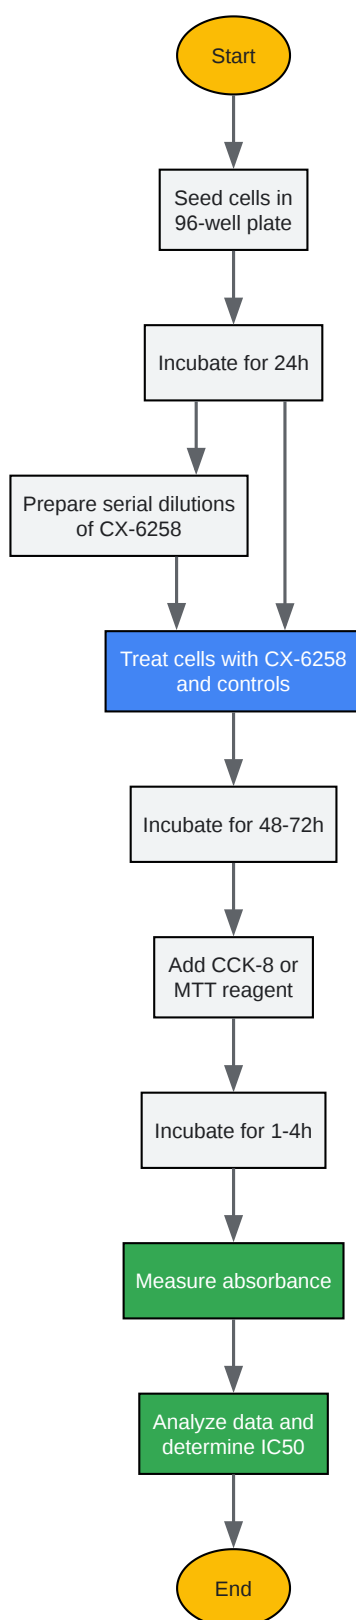 Start
Seed cells in
96-well plate
Incubate for 24h
Prepare serial dilutions
of CX-6258
Treat cells with CX-6258
and controls
Incubate for 48-72h
Add CCK-8 or
MTT reagent
Incubate for 1-4h
Measure absorbance
Analyze data and
determine IC50
End